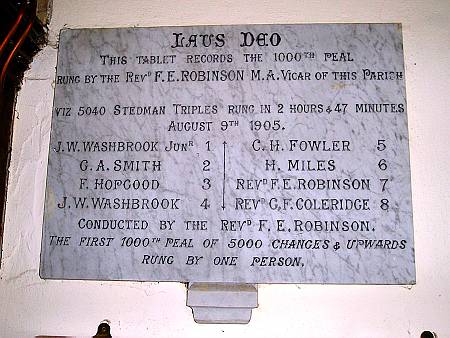 LAUS DEO
THIS TABLET RECORDS THE 1000TH PEAL
RUNG BY THE REVD F.E.ROBINSON M.A. VICAR OF THIS PARISH
VIZ 5040 STEDMAN TRIPLES RUNG IN 2 HOURS & 47 MINUTES
AUGUST 9TH 1905.
J.W. WASHBROOK JUNR 1 C.H. FOWLER 5
G.A. SMITH 2 H. MILES 6
F. HOPGOOD 3 REVD F.E. ROBINSON 7
J.W. WASHBROOK 4 REVD G.F. COLERIDGE 8
CONDUCTED BY THE REVD F.E. ROBINSON.
THE FIRST 1000TH PEAL OF 5000 CHANGES & UPWARDS
RUNG BY ONE PERSON.